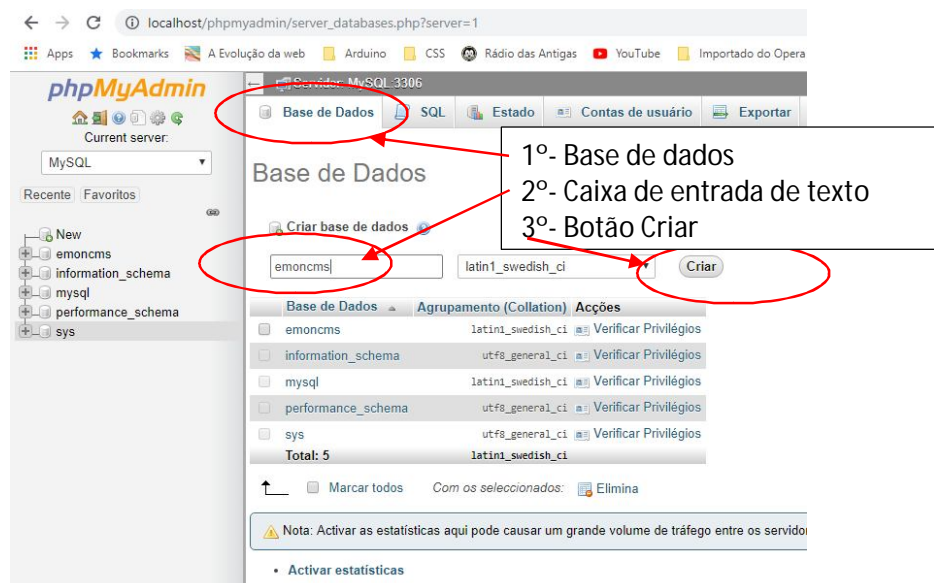 localhost/phpmyadmin/server_databases.php?server=1
Apps Bookmarks A Evolução da web Arduino CSS Rádio das Antigas YouTube Importado do Opera
phpMyAdmin
Current server:
MySQL
Recente Favoritos
New
emoncms
information_schema
mysql
performance_schema
sys
Servidor: MySQL:3306
Base de Dados SQL Estado Contas de usuário Exportar
1º- Base de dados
2º- Caixa de entrada de texto
3º- Botão Criar
Base de Dados
Criar base de dados
emoncms latin1_swedish_ci Criar
Base de Dados Agrupamento (Collation) Acções
emoncms latin1_swedish_ci Verificar Privilégios
information_schema utf8_general_ci Verificar Privilégios
mysql latin1_swedish_ci Verificar Privilégios
performance_schema utf8_general_ci Verificar Privilégios
sys utf8_general_ci Verificar Privilégios
Total: 5 latin1_swedish_ci
Marcar todos Com os seleccionados: Elimina
Nota: Activar as estatísticas aqui pode causar um grande volume de tráfego entre os servido
• Activar estatísticas